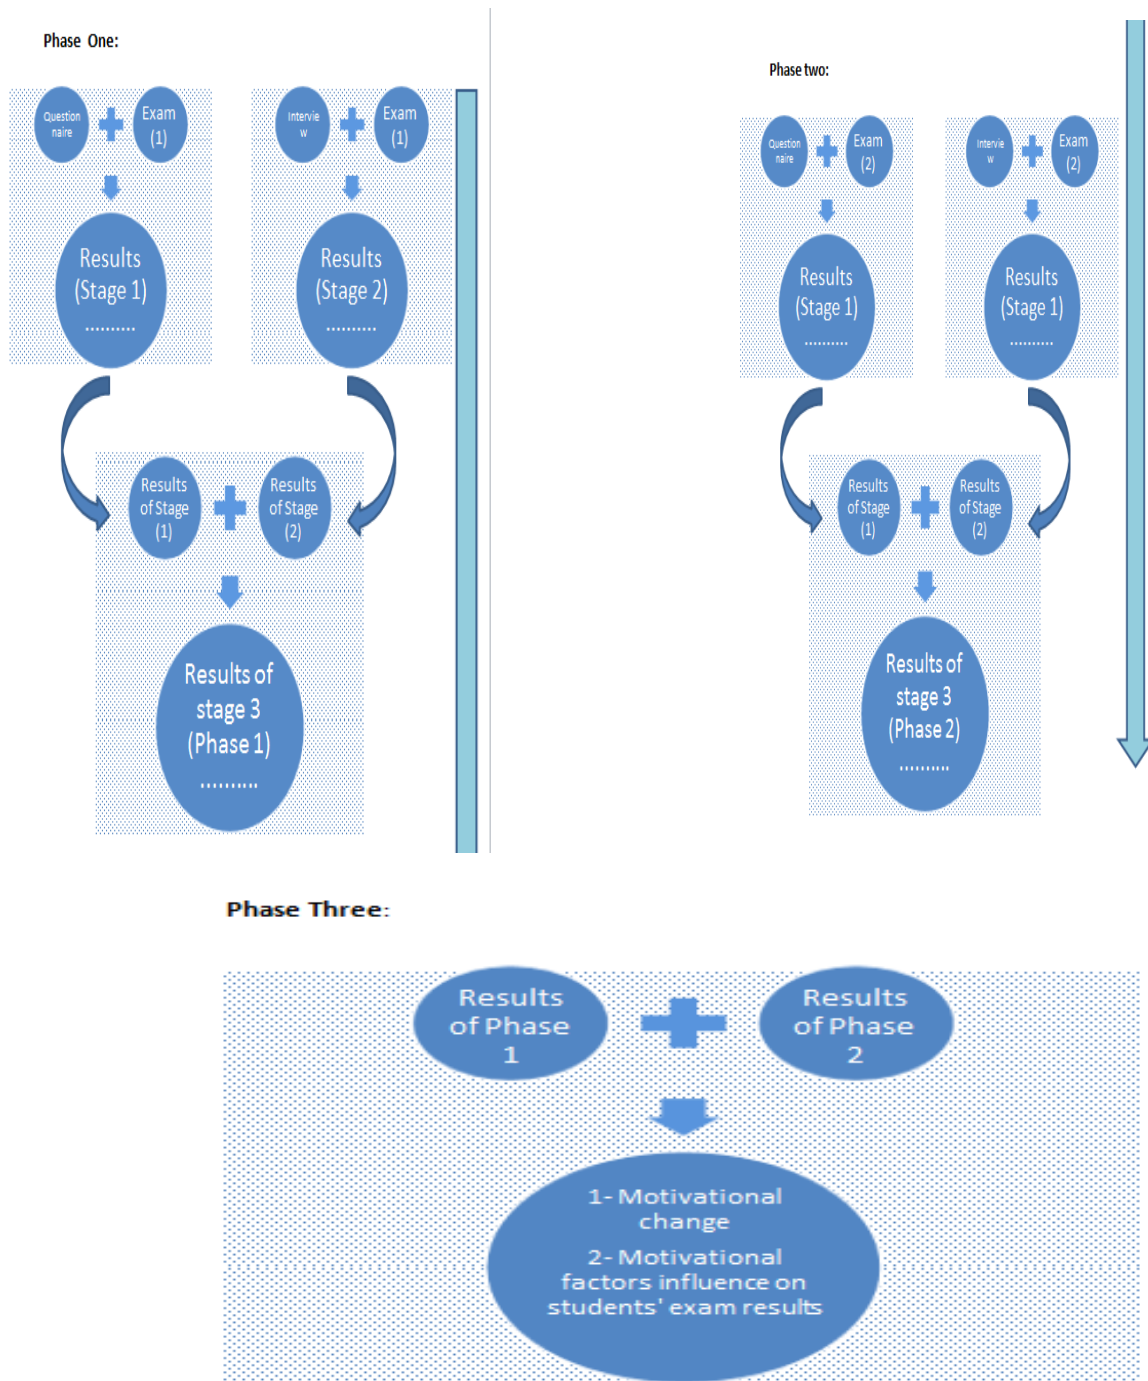 Phase One:
Question
naire
Exam
(1)
Intervie
w
Exam
(1)
Results
(Stage 1)
..........
Results
(Stage 2)
..........
Results
of Stage
(1)
Results
of Stage
(2)
Results of
stage 3
(Phase 1)
..........
Phase two:
Question
naire
Exam
(2)
Intervie
w
Exam
(2)
Results
(Stage 1)
..........
Results
(Stage 1)
..........
Results
of Stage
(1)
Results
of Stage
(2)
Results of
stage 3
(Phase 2)
..........
Phase Three:
Results
of Phase
1
Results
of Phase
2
1- Motivational
change
2- Motivational
factors influence on
students' exam results